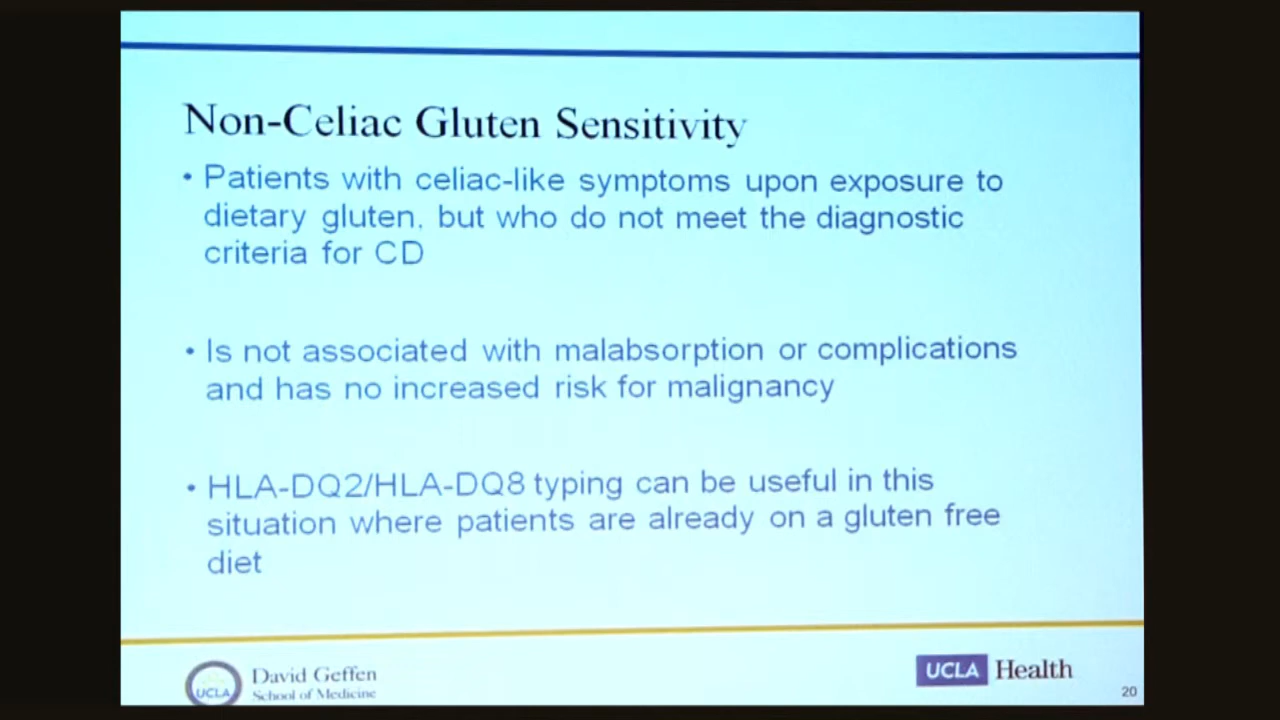 Non-Celiac Gluten Sensitivity
• Patients with celiac-like symptoms upon exposure to
dietary gluten, but who do not meet the diagnostic
criteria for CD
• Is not associated with malabsorption or complications
and has no increased risk for malignancy
• HLA-DQ2/HLA-DQ8 typing can be useful in this
situation where patients are already on a gluten free
diet
UCLA
David Geffen
School of Medicine
UCLA Health
20